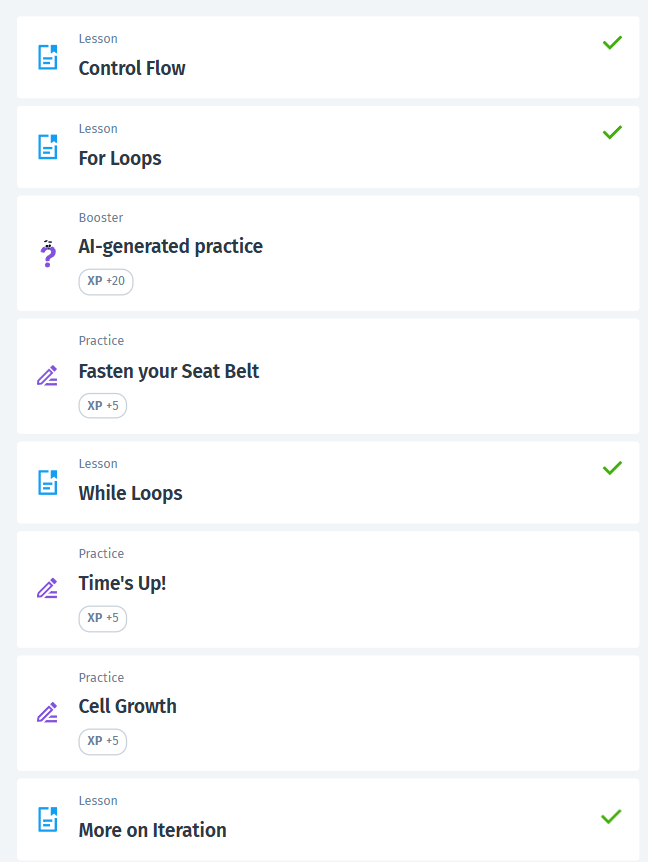 Lesson
Control Flow
Lesson
For Loops
Booster
AI-generated practice
XP +20
Practice
Fasten your Seat Belt
XP +5
Lesson
While Loops
Practice
Time's Up!
XP +5
Practice
Cell Growth
XP +5
Lesson
More on Iteration